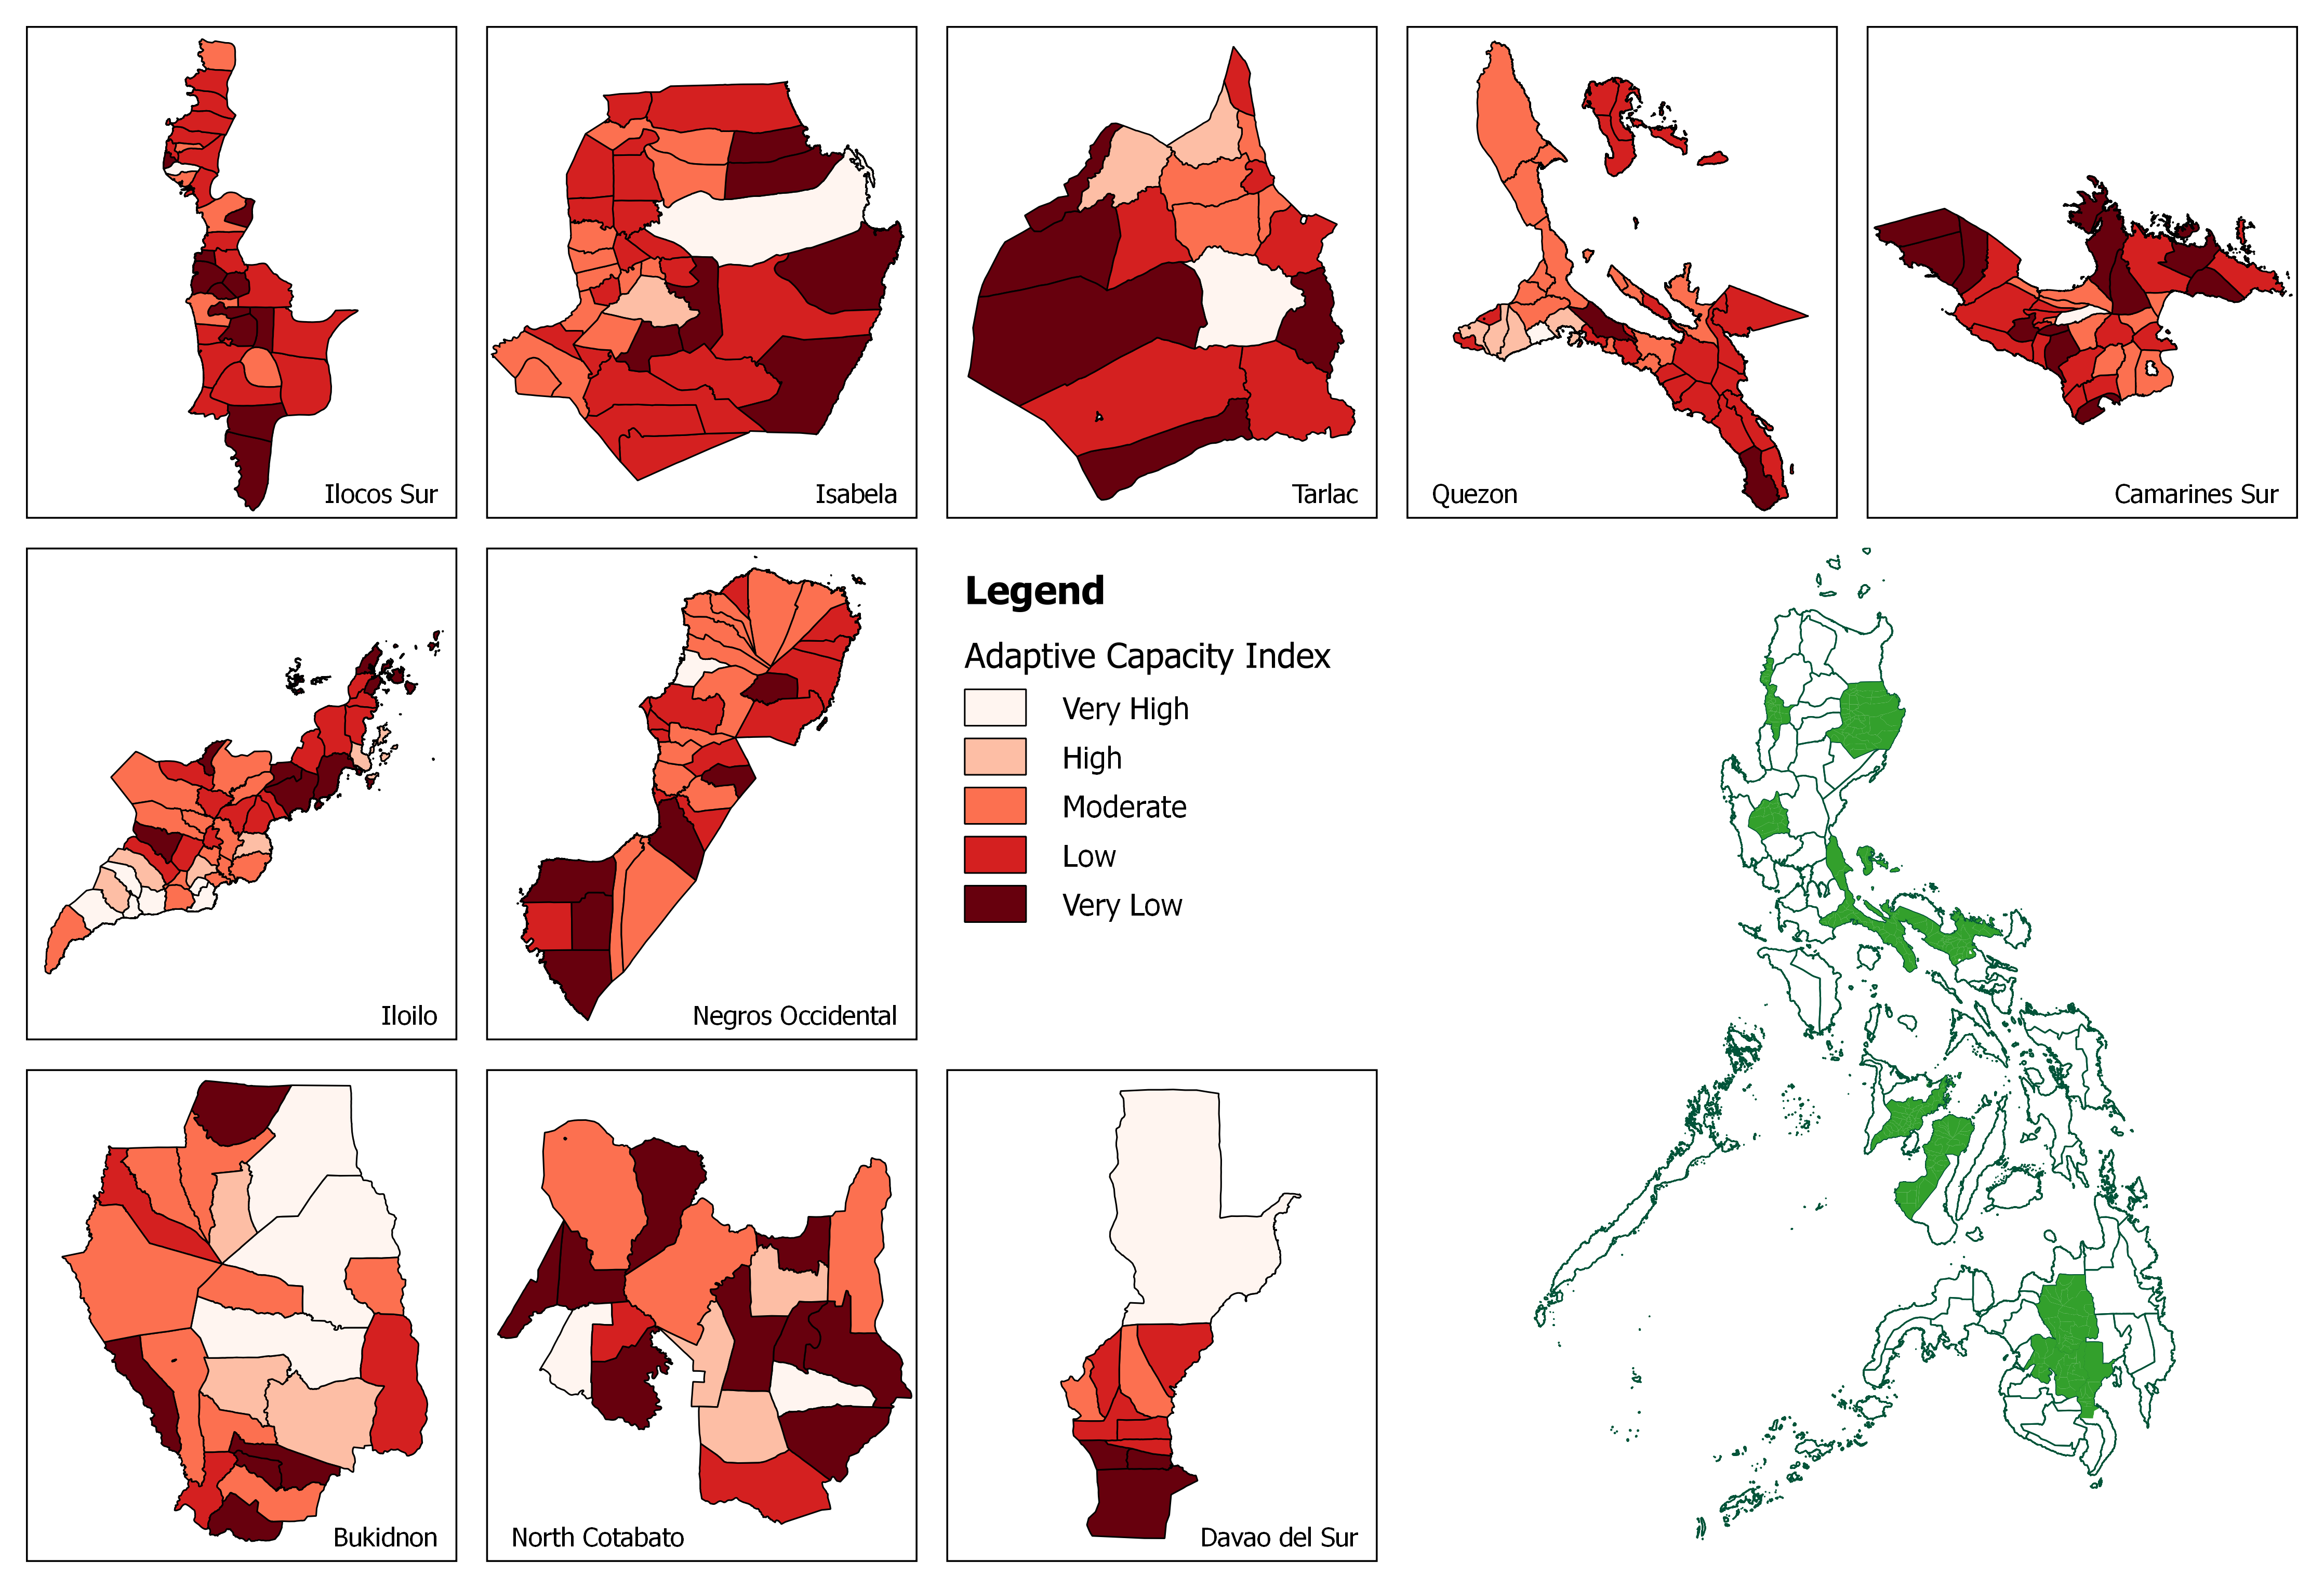 Ilocos Sur
Isabela
Tarlac
Quezon
Camarines Sur
Iloilo
Negros Occidental
Legend
Adaptive Capacity Index
Very High
High
Moderate
Low
Very Low
Bukidnon
North Cotabato
Davao del Sur